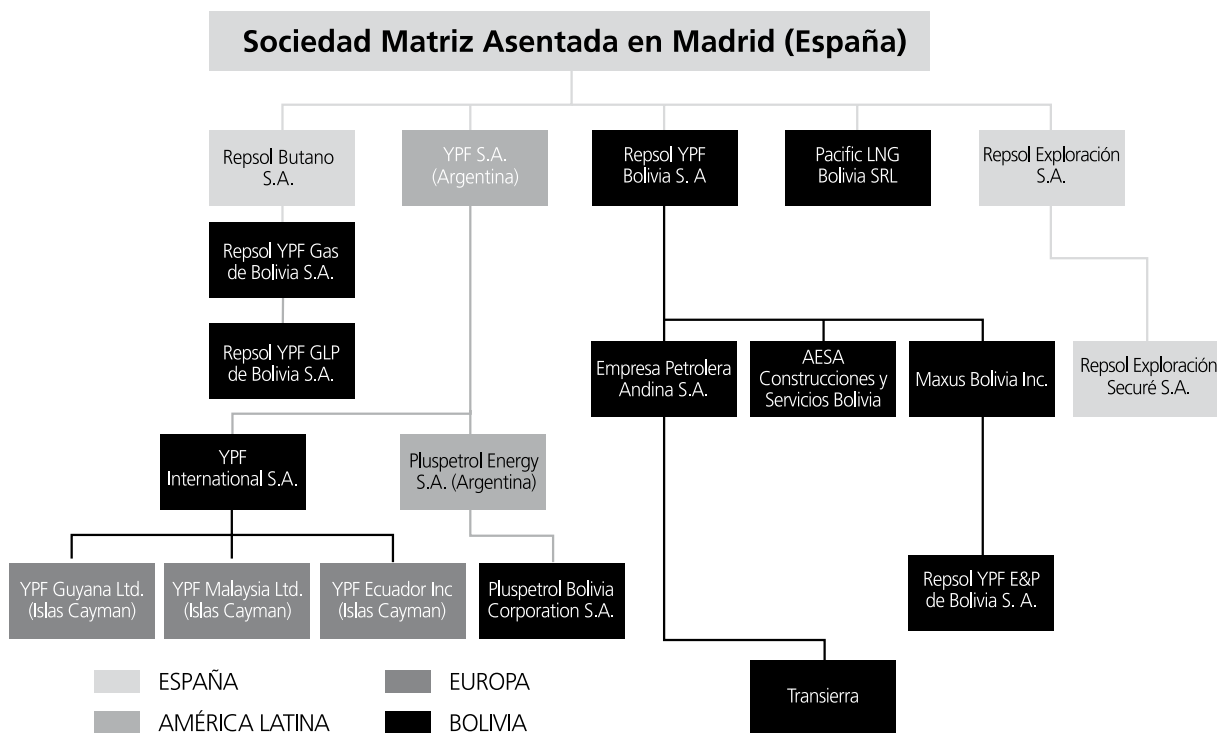 Sociedad Matriz Asentada en Madrid (España)
Repsol Butano
S.A.
YPF S.A.
(Argentina)
Repsol YPF
Bolivia S. A
Pacific LNG
Bolivia SRL
Repsol Exploración
S.A.
Repsol YPF Gas
de Bolivia S.A.
Repsol YPF GLP
de Bolivia S.A.
Empresa Petrolera
Andina S.A.
AESA
Construcciones y
Servicios Bolivia
Maxus Bolivia Inc.
Repsol Exploración
Securé S.A.
YPF
International S.A.
Pluspetrol Energy
S.A. (Argentina)
YPF Guyana Ltd.
(Islas Cayman)
YPF Malaysia Ltd.
(Islas Cayman)
YPF Ecuador Inc
(Islas Cayman)
Pluspetrol Bolivia
Corporation S.A.
Repsol YPF E&P
de Bolivia S. A.
Transierra
ESPAÑA
EUROPA
AMÉRICA LATINA
BOLIVIA